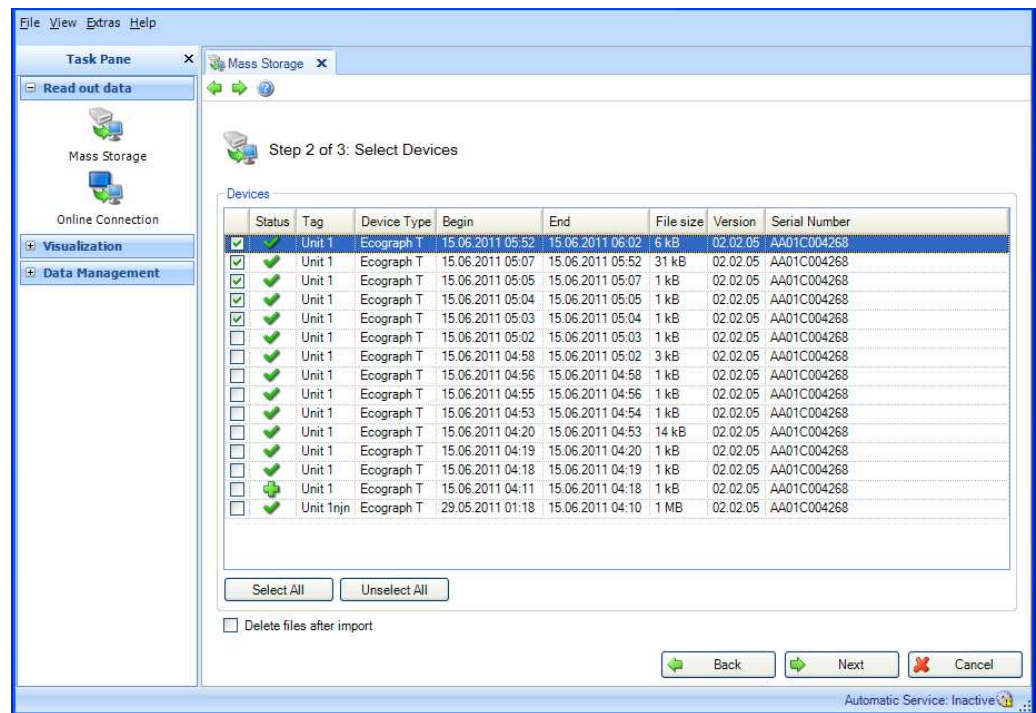 File View Extras Help
Task Pane
Mass Storage
Read out data
Mass Storage
Online Connection
Visualization
Data Management
Step 2 of 3: Select Devices
Devices
Status Tag Device Type Begin End File size Version Serial Number
Unit 1 Ecograph T 15.06.2011 05:52 15.06.2011 06:02 6 kB 02.02.05 AA01C004268
Unit 1 Ecograph T 15.06.2011 05:07 15.06.2011 05:52 31 kB 02.02.05 AA01C004268
Unit 1 Ecograph T 15.06.2011 05:05 15.06.2011 05:07 1 kB 02.02.05 AA01C004268
Unit 1 Ecograph T 15.06.2011 05:04 15.06.2011 05:05 1 kB 02.02.05 AA01C004268
Unit 1 Ecograph T 15.06.2011 05:03 15.06.2011 05:04 1 kB 02.02.05 AA01C004268
Unit 1 Ecograph T 15.06.2011 05:02 15.06.2011 05:03 1 kB 02.02.05 AA01C004268
Unit 1 Ecograph T 15.06.2011 04:58 15.06.2011 05:02 3 kB 02.02.05 AA01C004268
Unit 1 Ecograph T 15.06.2011 04:56 15.06.2011 04:58 1 kB 02.02.05 AA01C004268
Unit 1 Ecograph T 15.06.2011 04:55 15.06.2011 04:56 1 kB 02.02.05 AA01C004268
Unit 1 Ecograph T 15.06.2011 04:53 15.06.2011 04:54 1 kB 02.02.05 AA01C004268
Unit 1 Ecograph T 15.06.2011 04:20 15.06.2011 04:53 14 kB 02.02.05 AA01C004268
Unit 1 Ecograph T 15.06.2011 04:19 15.06.2011 04:20 1 kB 02.02.05 AA01C004268
Unit 1 Ecograph T 15.06.2011 04:18 15.06.2011 04:19 1 kB 02.02.05 AA01C004268
Unit 1 Ecograph T 15.06.2011 04:11 15.06.2011 04:18 1 kB 02.02.05 AA01C004268
Unit 1njn Ecograph T 29.05.2011 01:18 15.06.2011 04:10 1 MB 02.02.05 AA01C004268
Select All Unselect All
Delete files after import
Back Next Cancel
Automatic Service: Inactive